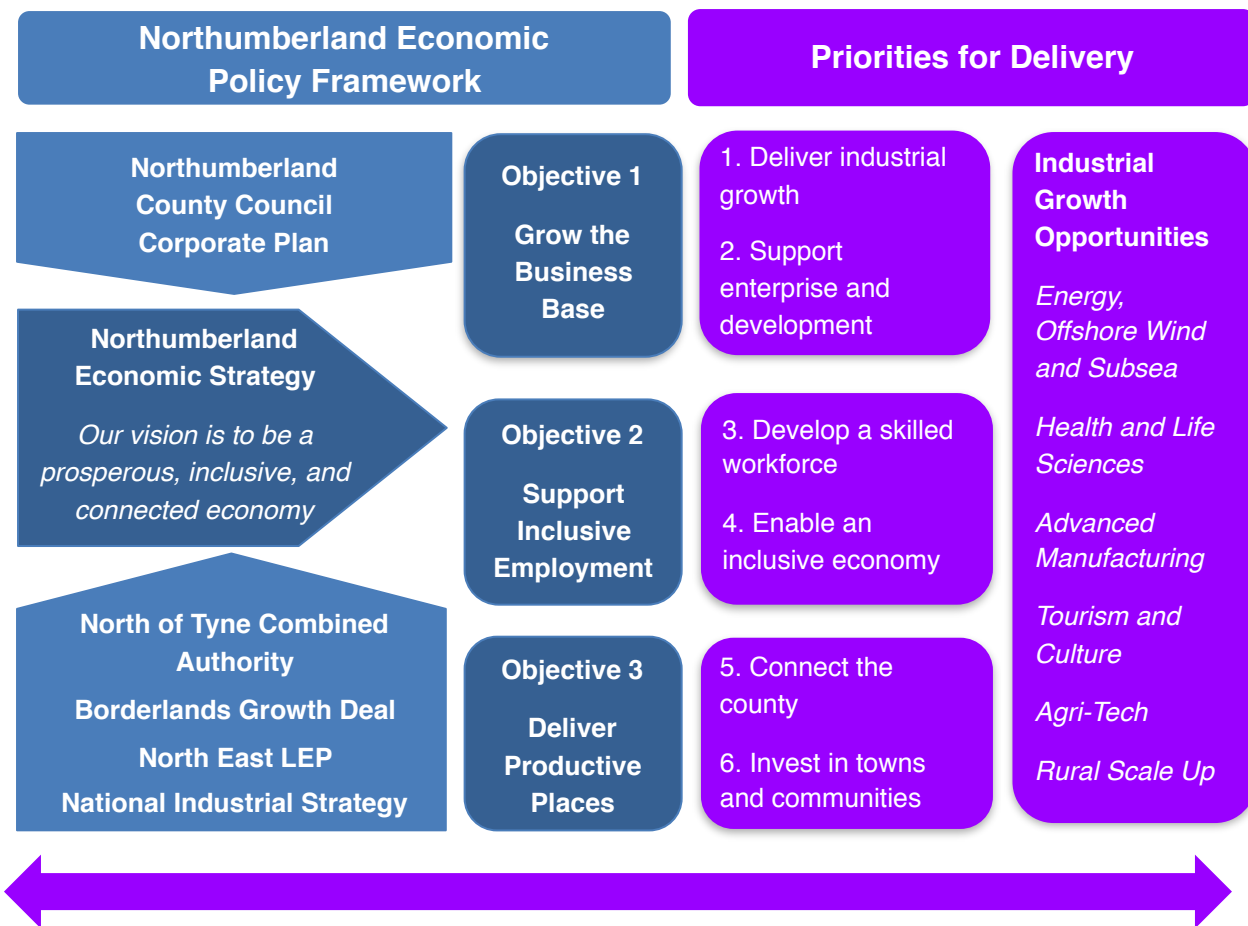 Northumberland Economic
Policy Framework
Priorities for Delivery
Northumberland
County Council
Corporate Plan
Northumberland
Economic Strategy
Our vision is to be a
prosperous, inclusive, and
connected economy
North of Tyne Combined
Authority
Borderlands Growth Deal
North East LEP
National Industrial Strategy
Objective 1
Grow the
Business
Base
Objective 2
Support
Inclusive
Employment
Objective 3
Deliver
Productive
Places
1. Deliver industrial
growth
2. Support
enterprise and
development
3. Develop a skilled
workforce
4. Enable an
inclusive economy
5. Connect the
county
6. Invest in towns
and communities
Industrial
Growth
Opportunities
Energy,
Offshore Wind
and Subsea
Health and Life
Sciences
Advanced
Manufacturing
Tourism and
Culture
Agri-Tech
Rural Scale Up